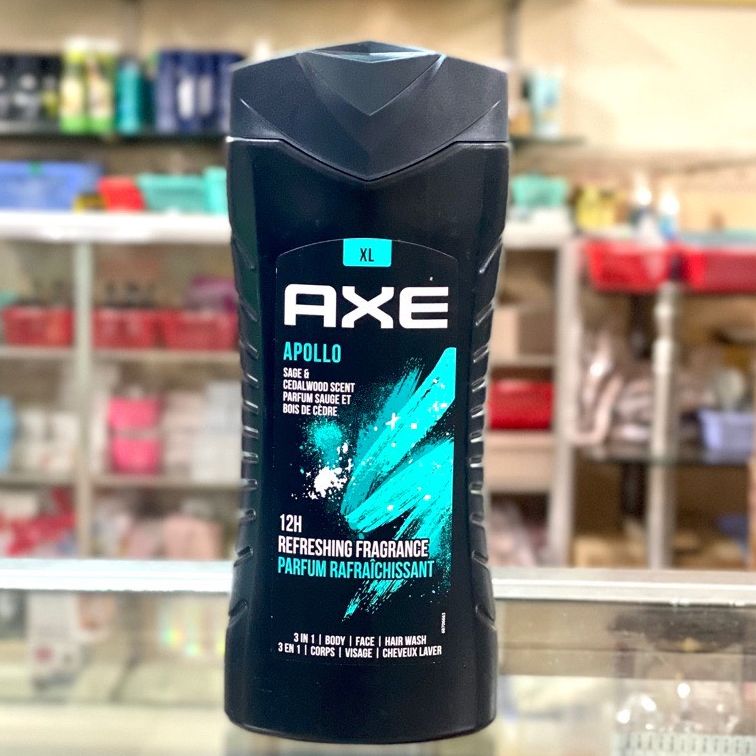 XL
AXE
APOLLO
SAGE &
CEDALWOOD SCENT
PARFUM SAUGE ET
BOIS DE CÈDRE
12H
REFRESHING FRAGRANCE
PARFUM RAFRAÎCHISSANT
3 IN 1 | BODY | FACE | HAIR WASH
3 EN 1 | CORPS | VISAGE | CHEVEUX LAVER